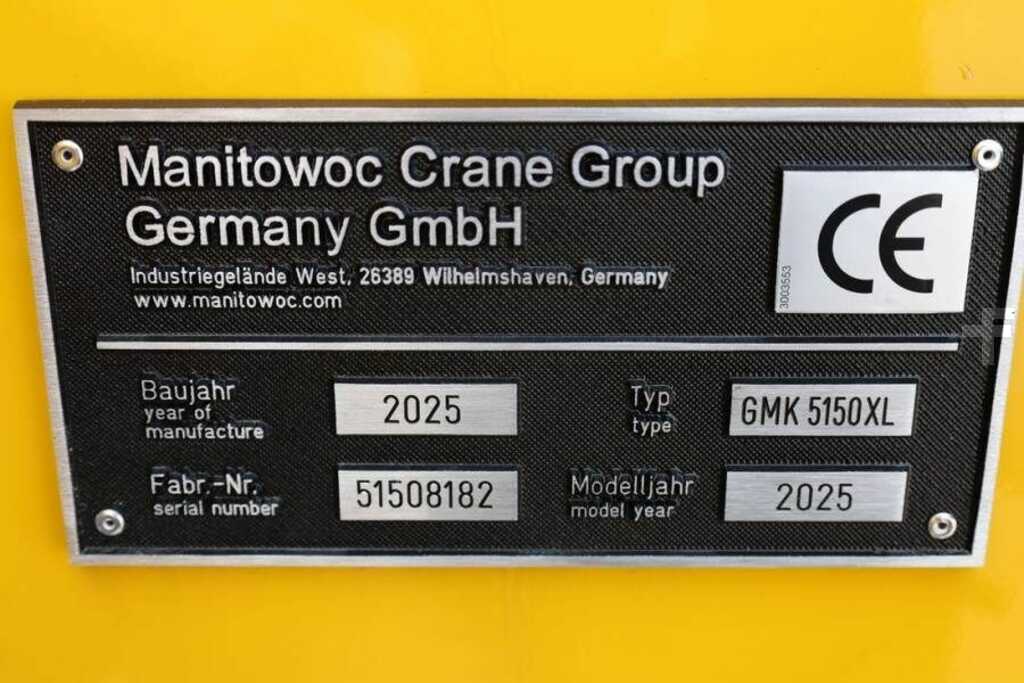 Manitowoc Crane Group
Germany GmbH
Industriegelände West, 26389 Wilhelmshaven, Germany
www.manitowoc.com
CE
3003553
Baujahr
year of
manufacture
2025
Typ
type
GMK 5150XL
Fabr.-Nr.
serial number
51508182
Modelljahr
model year
2025